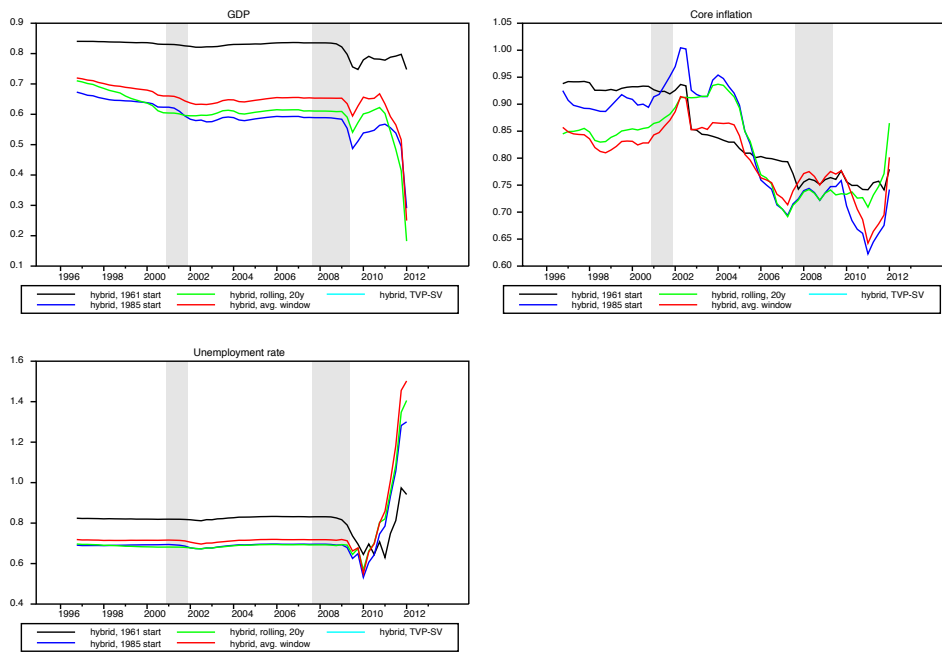 GDP
0.9
0.8
0.7
0.6
0.5
0.4
0.3
0.2
0.1
1996 1998 2000 2002 2004 2006 2008 2010 2012
hybrid, 1961 start hybrid, rolling, 20y hybrid, TVP-SV
hybrid, 1985 start hybrid, avg. window
Core inflation
1.05
1.00
0.95
0.90
0.85
0.80
0.75
0.70
0.65
0.60
1996 1998 2000 2002 2004 2006 2008 2010 2012
hybrid, 1961 start hybrid, rolling, 20y hybrid, TVP-SV
hybrid, 1985 start hybrid, avg. window
Unemployment rate
1.6
1.4
1.2
1.0
0.8
0.6
0.4
1996 1998 2000 2002 2004 2006 2008 2010 2012
hybrid, 1961 start hybrid, rolling, 20y hybrid, TVP-SV
hybrid, 1985 start hybrid, avg. window